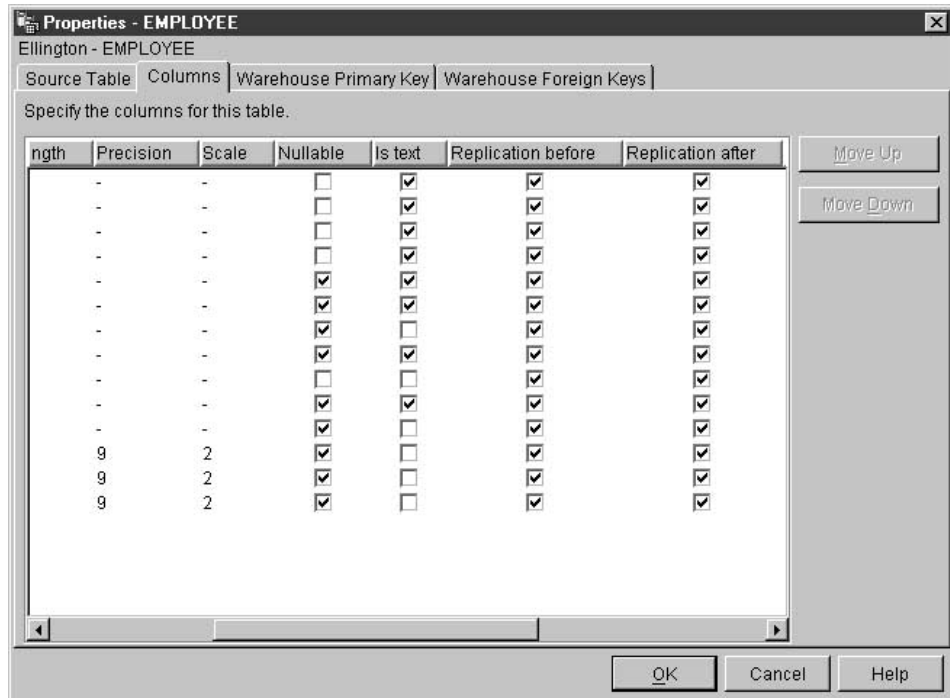 Properties - EMPLOYEE
Ellington - EMPLOYEE
Source Table Columns Warehouse Primary Key Warehouse Foreign Keys
Specify the columns for this table.
ngth Precision Scale Nullable Is text Replication before Replication after
- -
- -
- -
- -
- -
- -
- -
- -
- -
- -
- -
9 2
9 2
9 2
Move Up
Move Down
OK Cancel Help